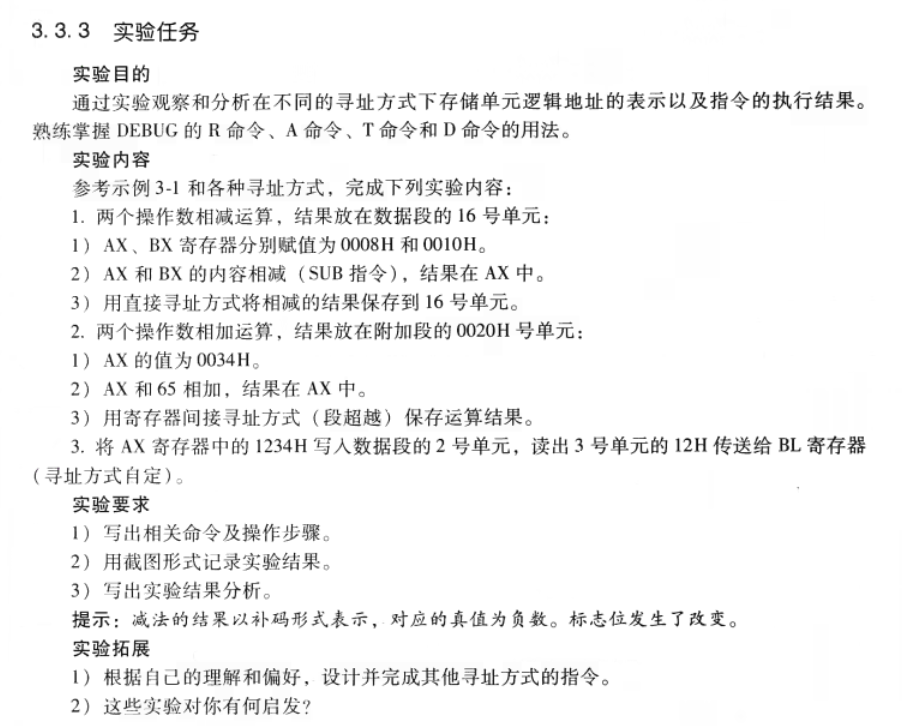 3.3.3 实验任务
实验目的
通过实验观察和分析在不同的寻址方式下存储单元逻辑地址的表示以及指令的执行结果。
熟练掌握 DEBUG 的 R 命令、A 命令、T 命令和 D 命令的用法。
实验内容
参考示例 3-1 和各种寻址方式，完成下列实验内容：
1. 两个操作数相减运算，结果放在数据段的 16 号单元：
1） AX、BX 寄存器分别赋值为 0008H 和 0010H。
2） AX 和 BX 的内容相减（SUB 指令），结果在 AX 中。
3） 用直接寻址方式将相减的结果保存到 16 号单元。
2. 两个操作数相加运算，结果放在附加段的 0020H 号单元：
1） AX 的值为 0034H。
2） AX 和 65 相加，结果在 AX 中。
3） 用寄存器间接寻址方式（段超越）保存运算结果。
3. 将 AX 寄存器中的 1234H 写入数据段的 2 号单元，读出 3 号单元的 12H 传送给 BL 寄存器
（寻址方式自定）。
实验要求
1） 写出相关命令及操作步骤。
2） 用截图形式记录实验结果。
3） 写出实验结果分析。
提示：减法的结果以补码形式表示，对应的真值为负数。标志位发生了改变。
实验拓展
1） 根据自己的理解和偏好，设计并完成其他寻址方式的指令。
2） 这些实验对你有何启发？